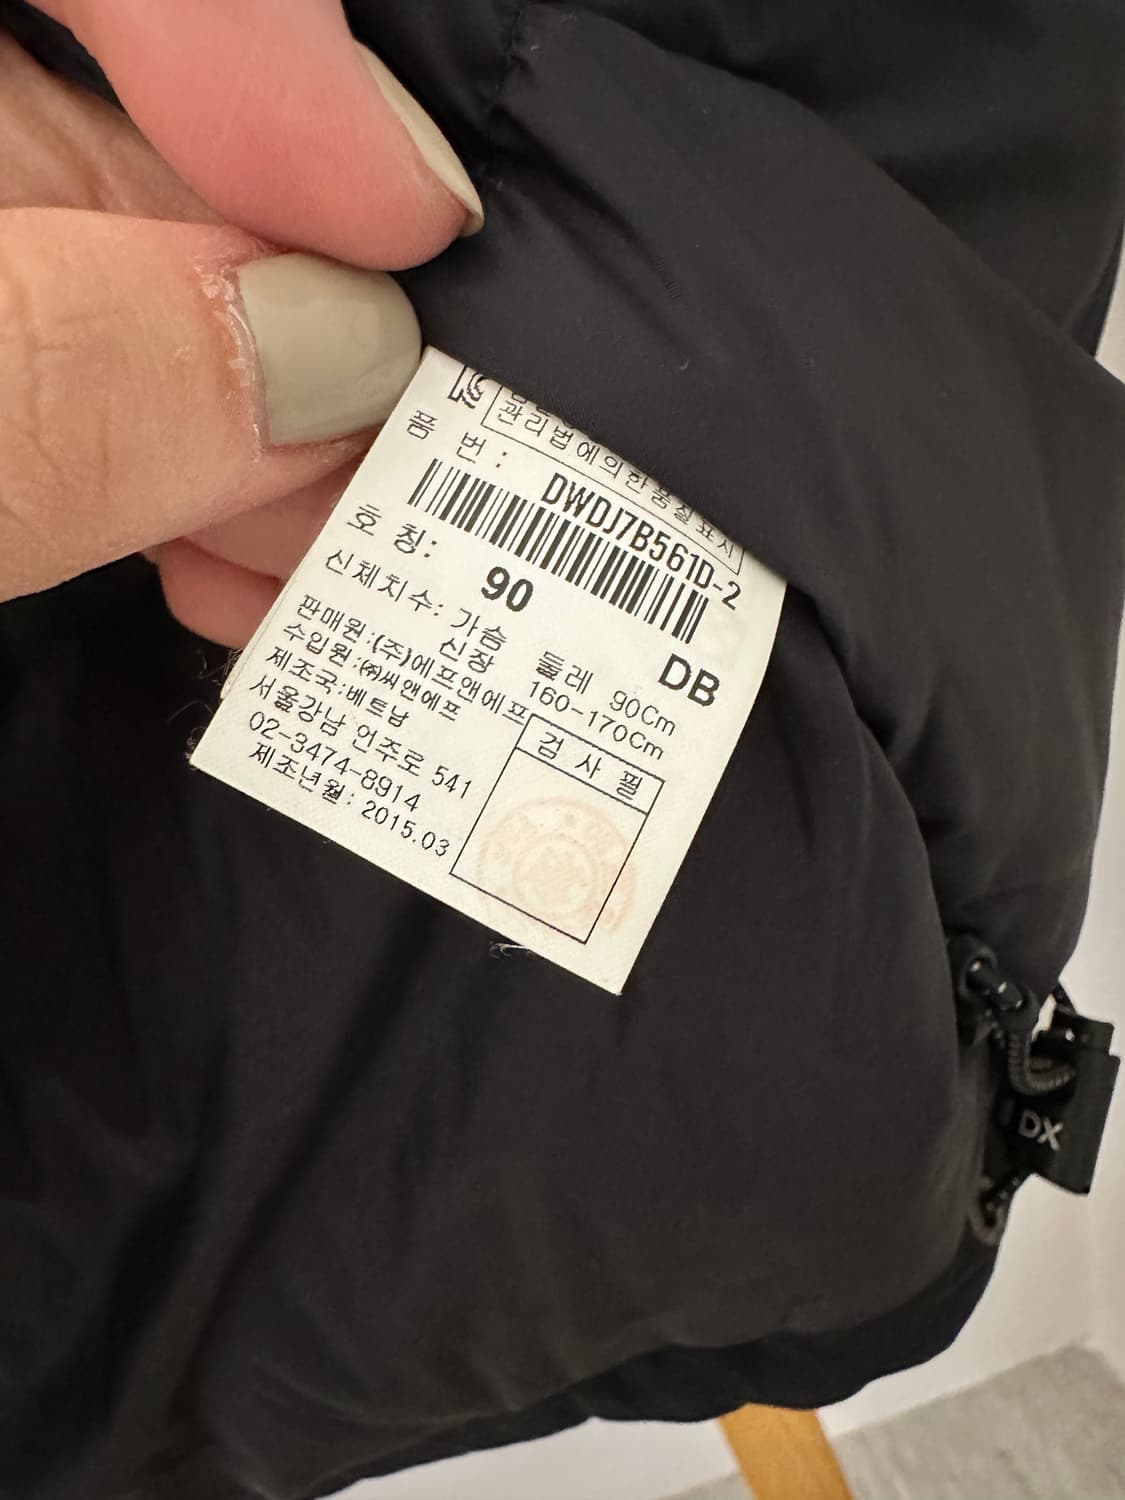 관리법에의한품질표시
품 번: DWDJ7B561D-2
호 칭: 90 DB
신체치수: 가슴 둘레 90Cm
신장 160-170Cm
판매원:(주)에프앤에프
수입원:㈜씨앤에프
제조국:베트남
서울강남 언주로 541
02-3474-8914
제조년월: 2015.03
검 사 필
DX